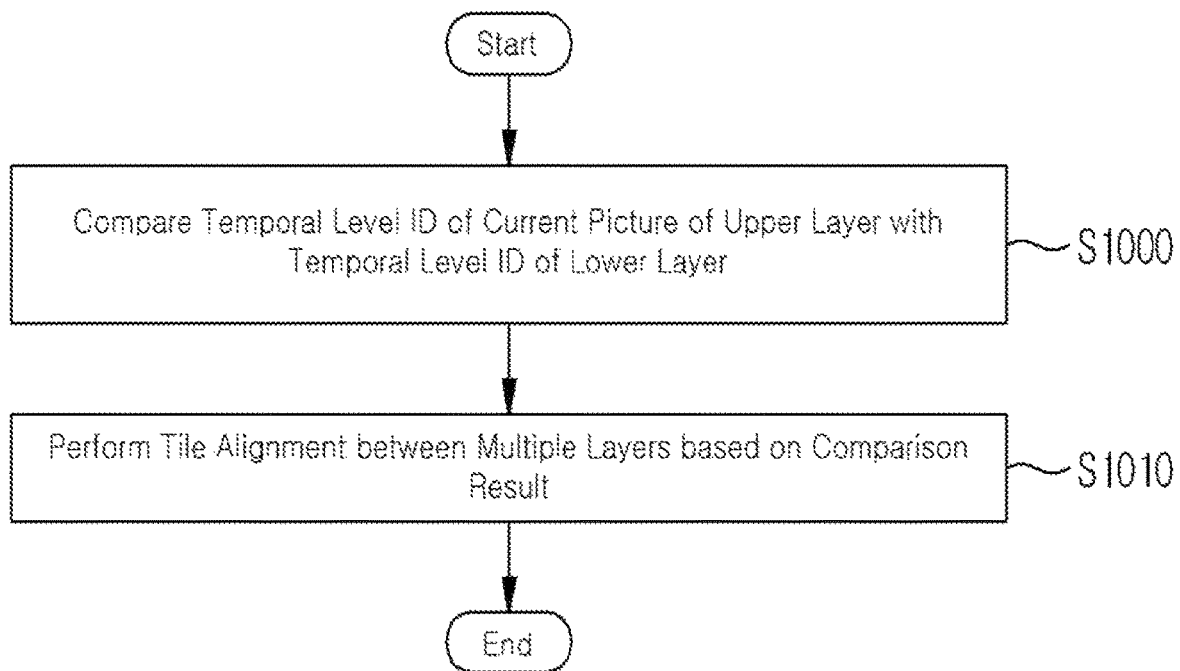 Start
Compare Temporal Level ID of Current Picture of Upper Layer with
Temporal Level ID of Lower Layer
S1000
Perform Tile Alignment between Multiple Layers based on Comparison
Result
S1010
End